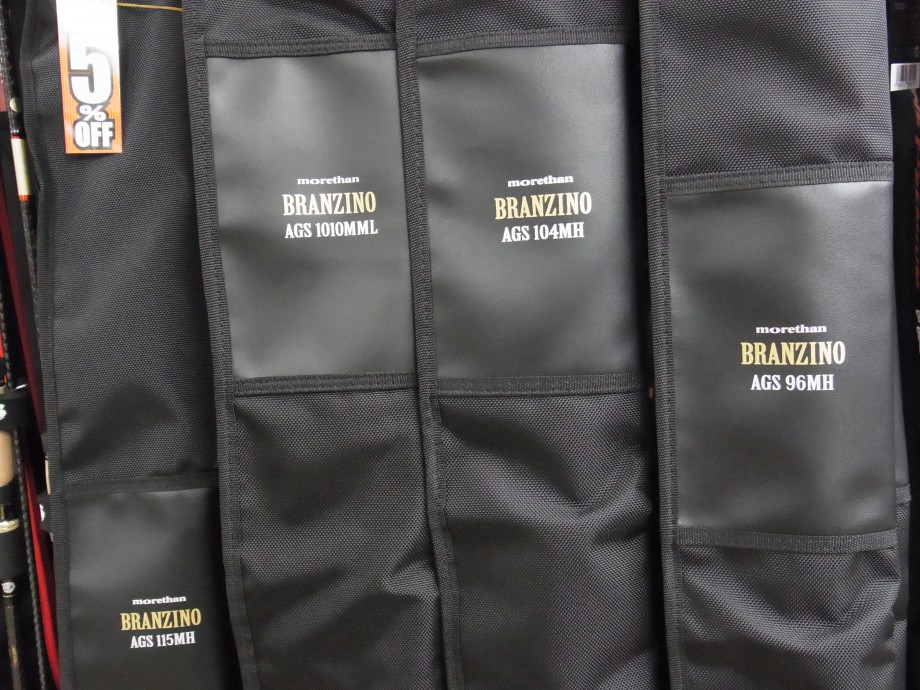 5
%
OFF
morethan
BRANZINO
AGS 115MH
morethan
BRANZINO
AGS 1010MML
morethan
BRANZINO
AGS 104MH
morethan
BRANZINO
AGS 96MH